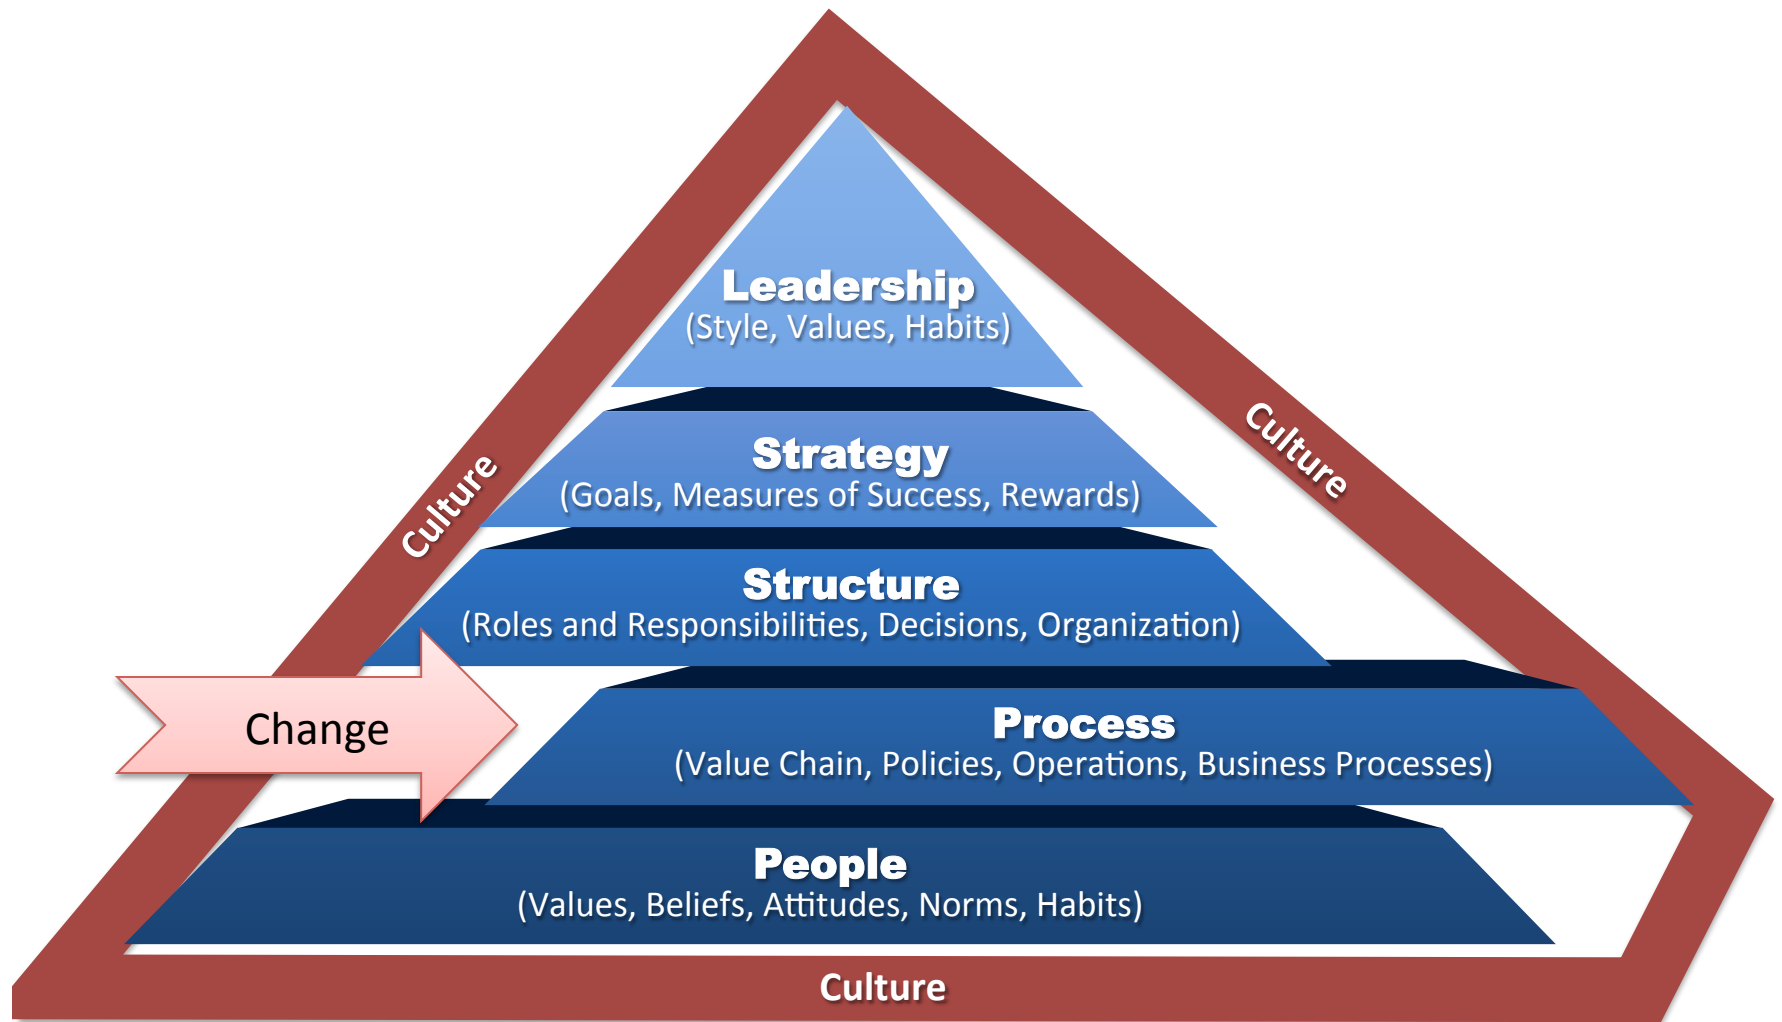 Leadership
(Style, Values, Habits)
Culture
Strategy
(Goals, Measures of Success, Rewards)
Culture
Structure
(Roles and Responsibilities, Decisions, Organization)
Change
Process
(Value Chain, Policies, Operations, Business Processes)
People
(Values, Beliefs, Attitudes, Norms, Habits)
Culture